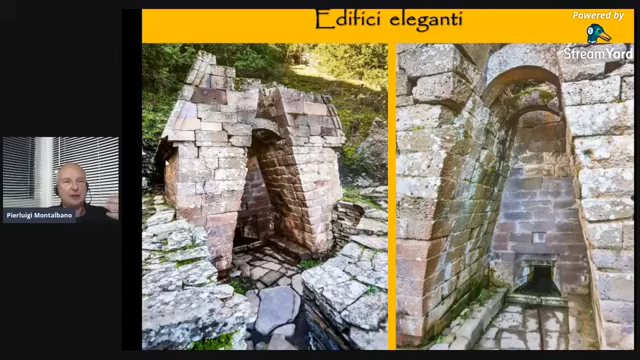 Edifici eleganti
Powered by
StreamYard
Pierluigi Montalbano